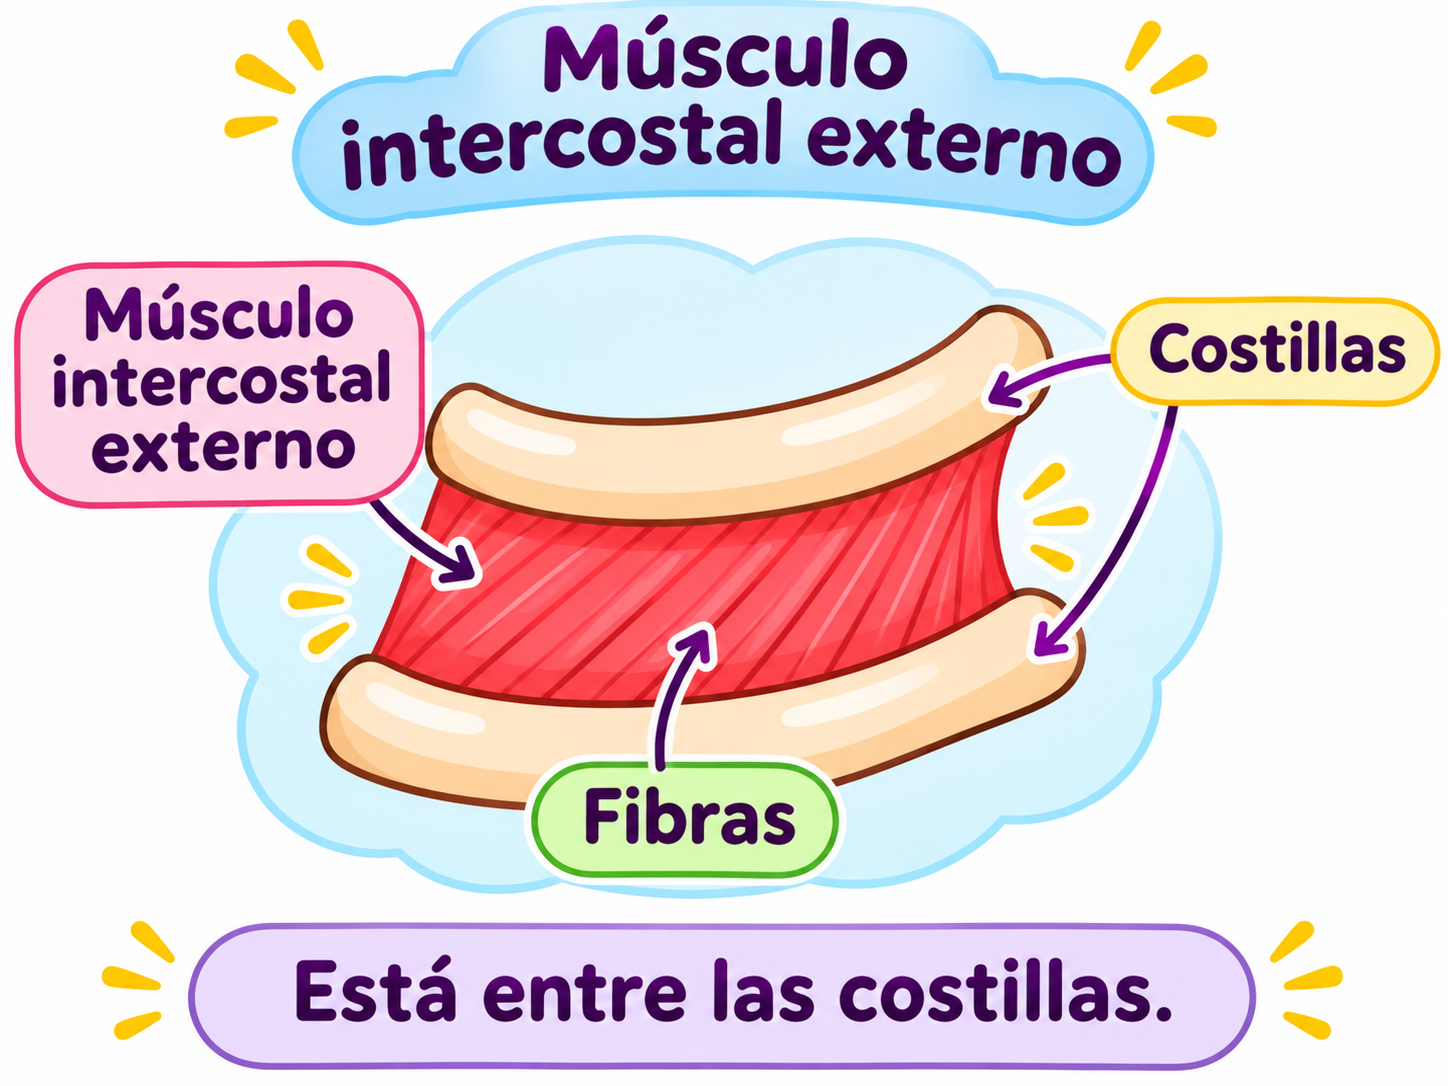 Músculo
intercostal externo
Músculo
intercostal
externo
Costillas
Fibras
Está entre las costillas.